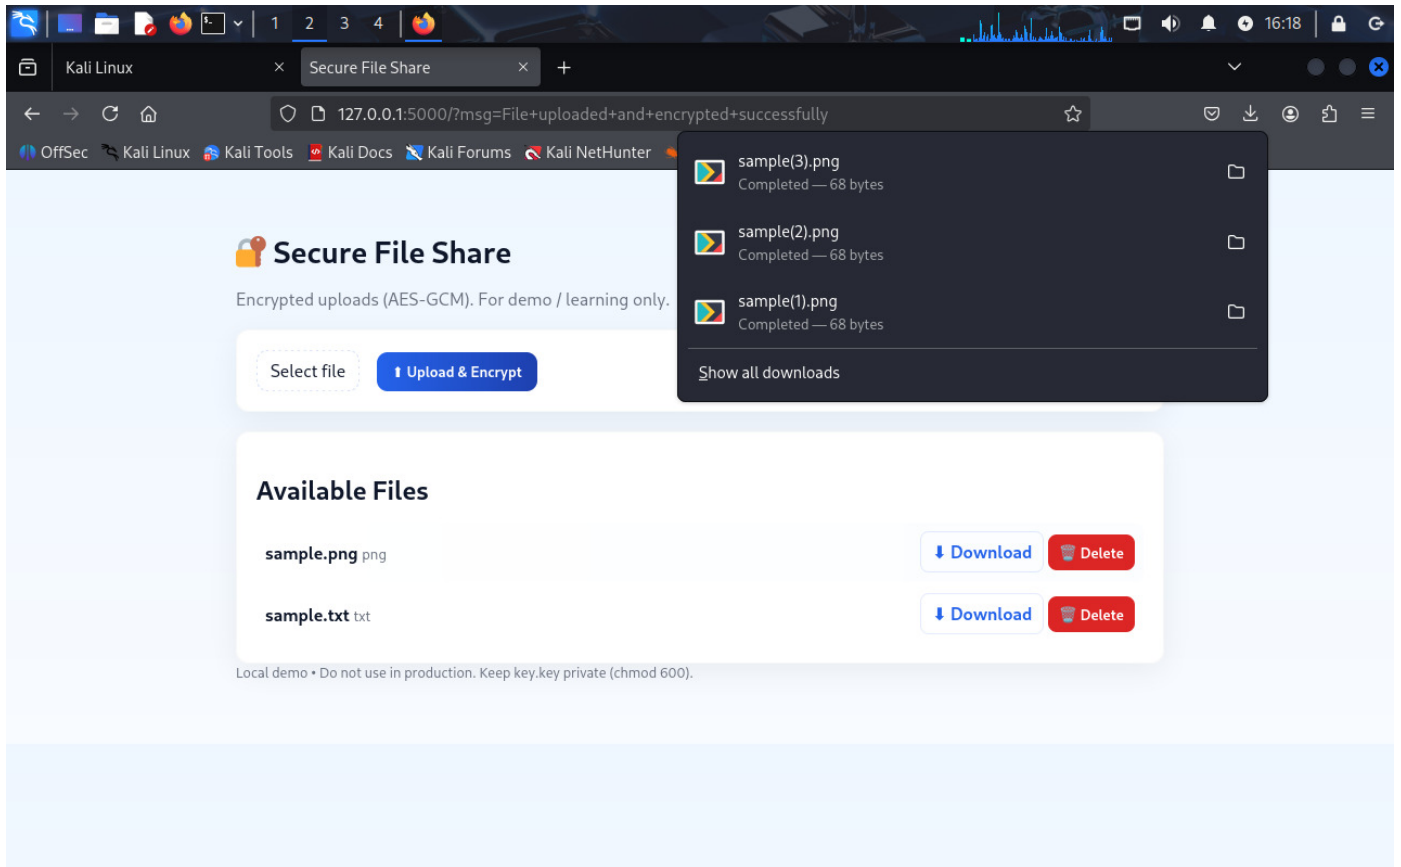 1 2 3 4 16:18
Kali Linux
Secure File Share
127.0.0.1:5000/?msg=File+uploaded+and+encrypted+successfully
OffSec Kali Linux Kali Tools Kali Docs Kali Forums Kali NetHunter
sample(3).png
Completed — 68 bytes
sample(2).png
Completed — 68 bytes
sample(1).png
Completed — 68 bytes
Show all downloads
Secure File Share
Encrypted uploads (AES-GCM). For demo / learning only.
Select file
⬆ Upload & Encrypt
Available Files
sample.png png ⬇ Download Delete
sample.txt txt ⬇ Download Delete
Local demo • Do not use in production. Keep key.key private (chmod 600).